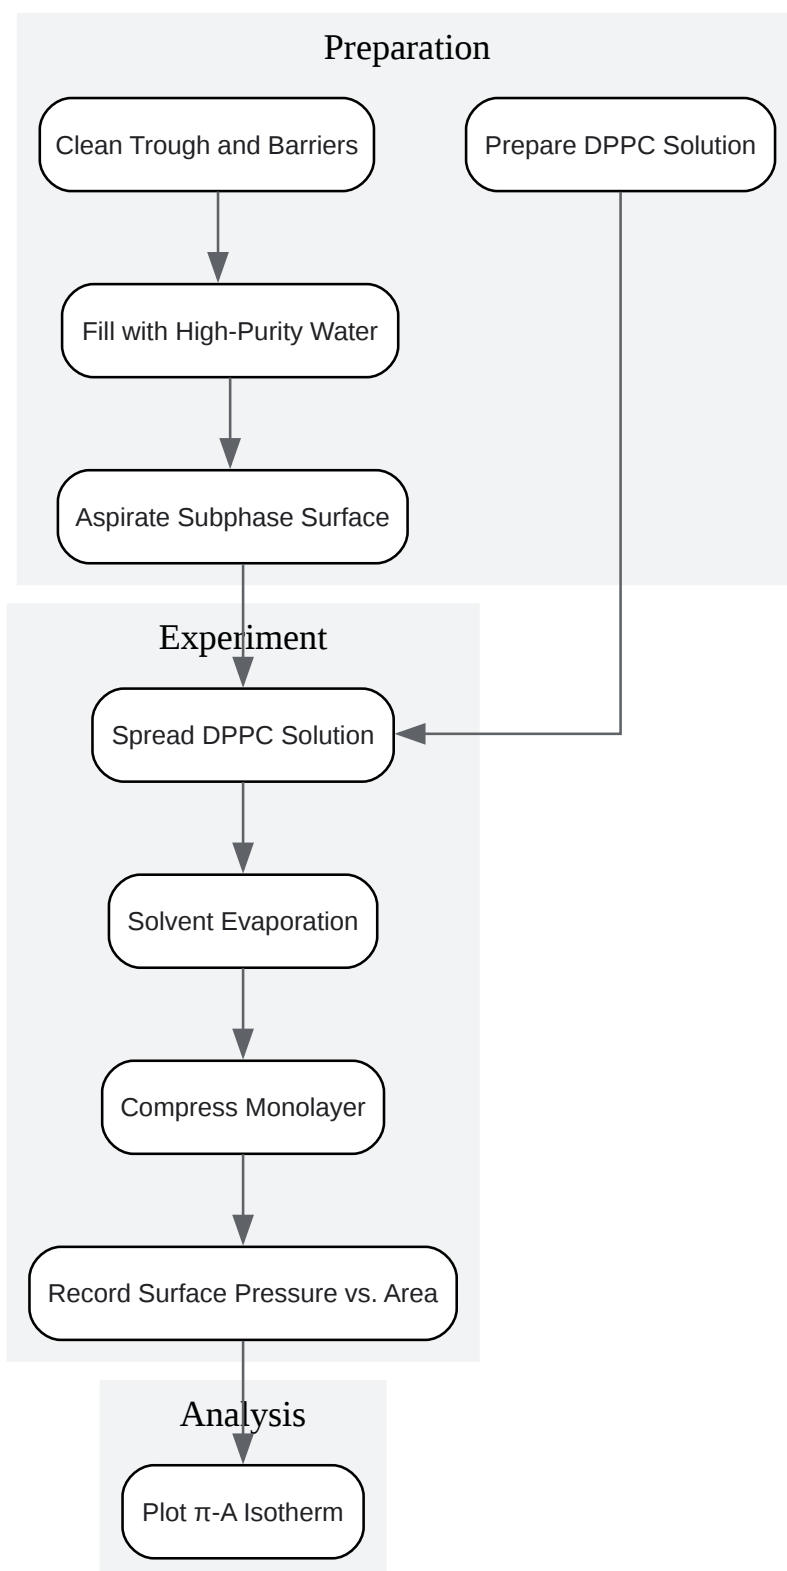 Preparation
Clean Trough and Barriers
Prepare DPPC Solution
Fill with High-Purity Water
Aspirate Subphase Surface
Experiment
Spread DPPC Solution
Solvent Evaporation
Compress Monolayer
Record Surface Pressure vs. Area
Analysis
Plot π-A Isotherm